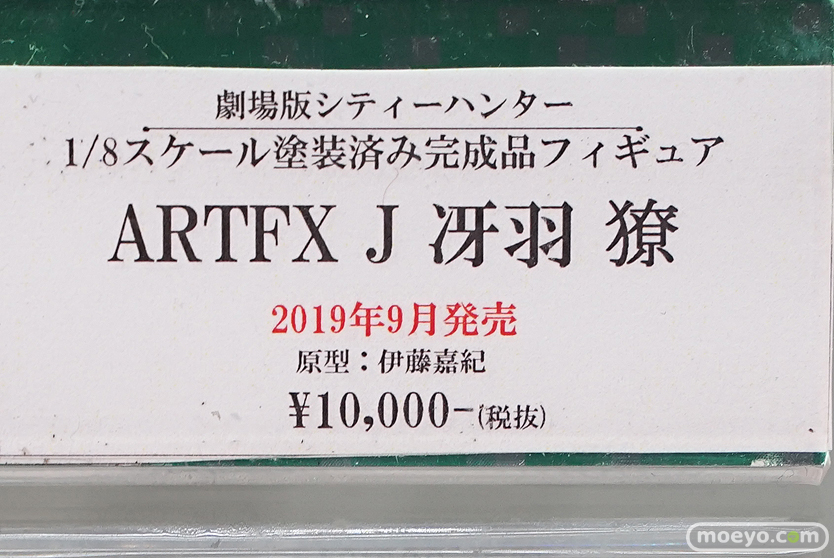 劇場版シティーハンター
1/8スケール塗装済み完成品フィギュア
ARTFX J 冴羽 獠
2019年9月発売
原型：伊藤嘉紀
¥10,000-(税抜)
moeyo.com